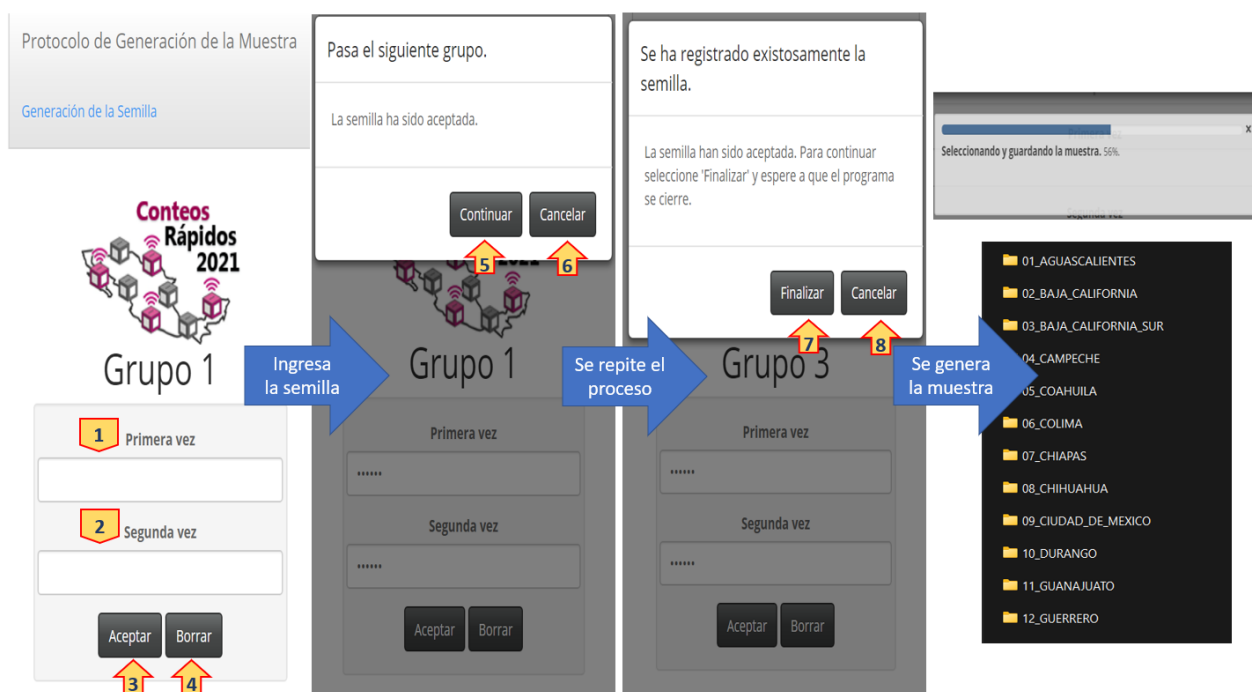 Protocolo de Generación de la Muestra
Generación de la Semilla
Conteos
Rápidos
2021
Grupo 1
1
Primera vez
2
Segunda vez
Aceptar
Borrar
3
4
Ingresa
la semilla
Pasa el siguiente grupo.
La semilla ha sido aceptada.
Continuar
Cancelar
5
6
2021
Grupo 1
Primera vez
••••••
Segunda vez
••••••
Aceptar
Borrar
Se repite el
proceso
Se ha registrado existosamente la
semilla.
La semilla han sido aceptada. Para continuar
seleccione 'Finalizar' y espere a que el programa
se cierre.
Finalizar
Cancelar
7
8
Grupo 3
Primera vez
••••••
Segunda vez
••••••
Aceptar
Borrar
Se genera
la muestra
Primera vez
x
Seleccionando y guardando la muestra. 56%.
Segunda vez
01_AGUASCALIENTES
02_BAJA_CALIFORNIA
03_BAJA_CALIFORNIA_SUR
04_CAMPECHE
05_COAHUILA
06_COLIMA
07_CHIAPAS
08_CHIHUAHUA
09_CIUDAD_DE_MEXICO
10_DURANGO
11_GUANAJUATO
12_GUERRERO